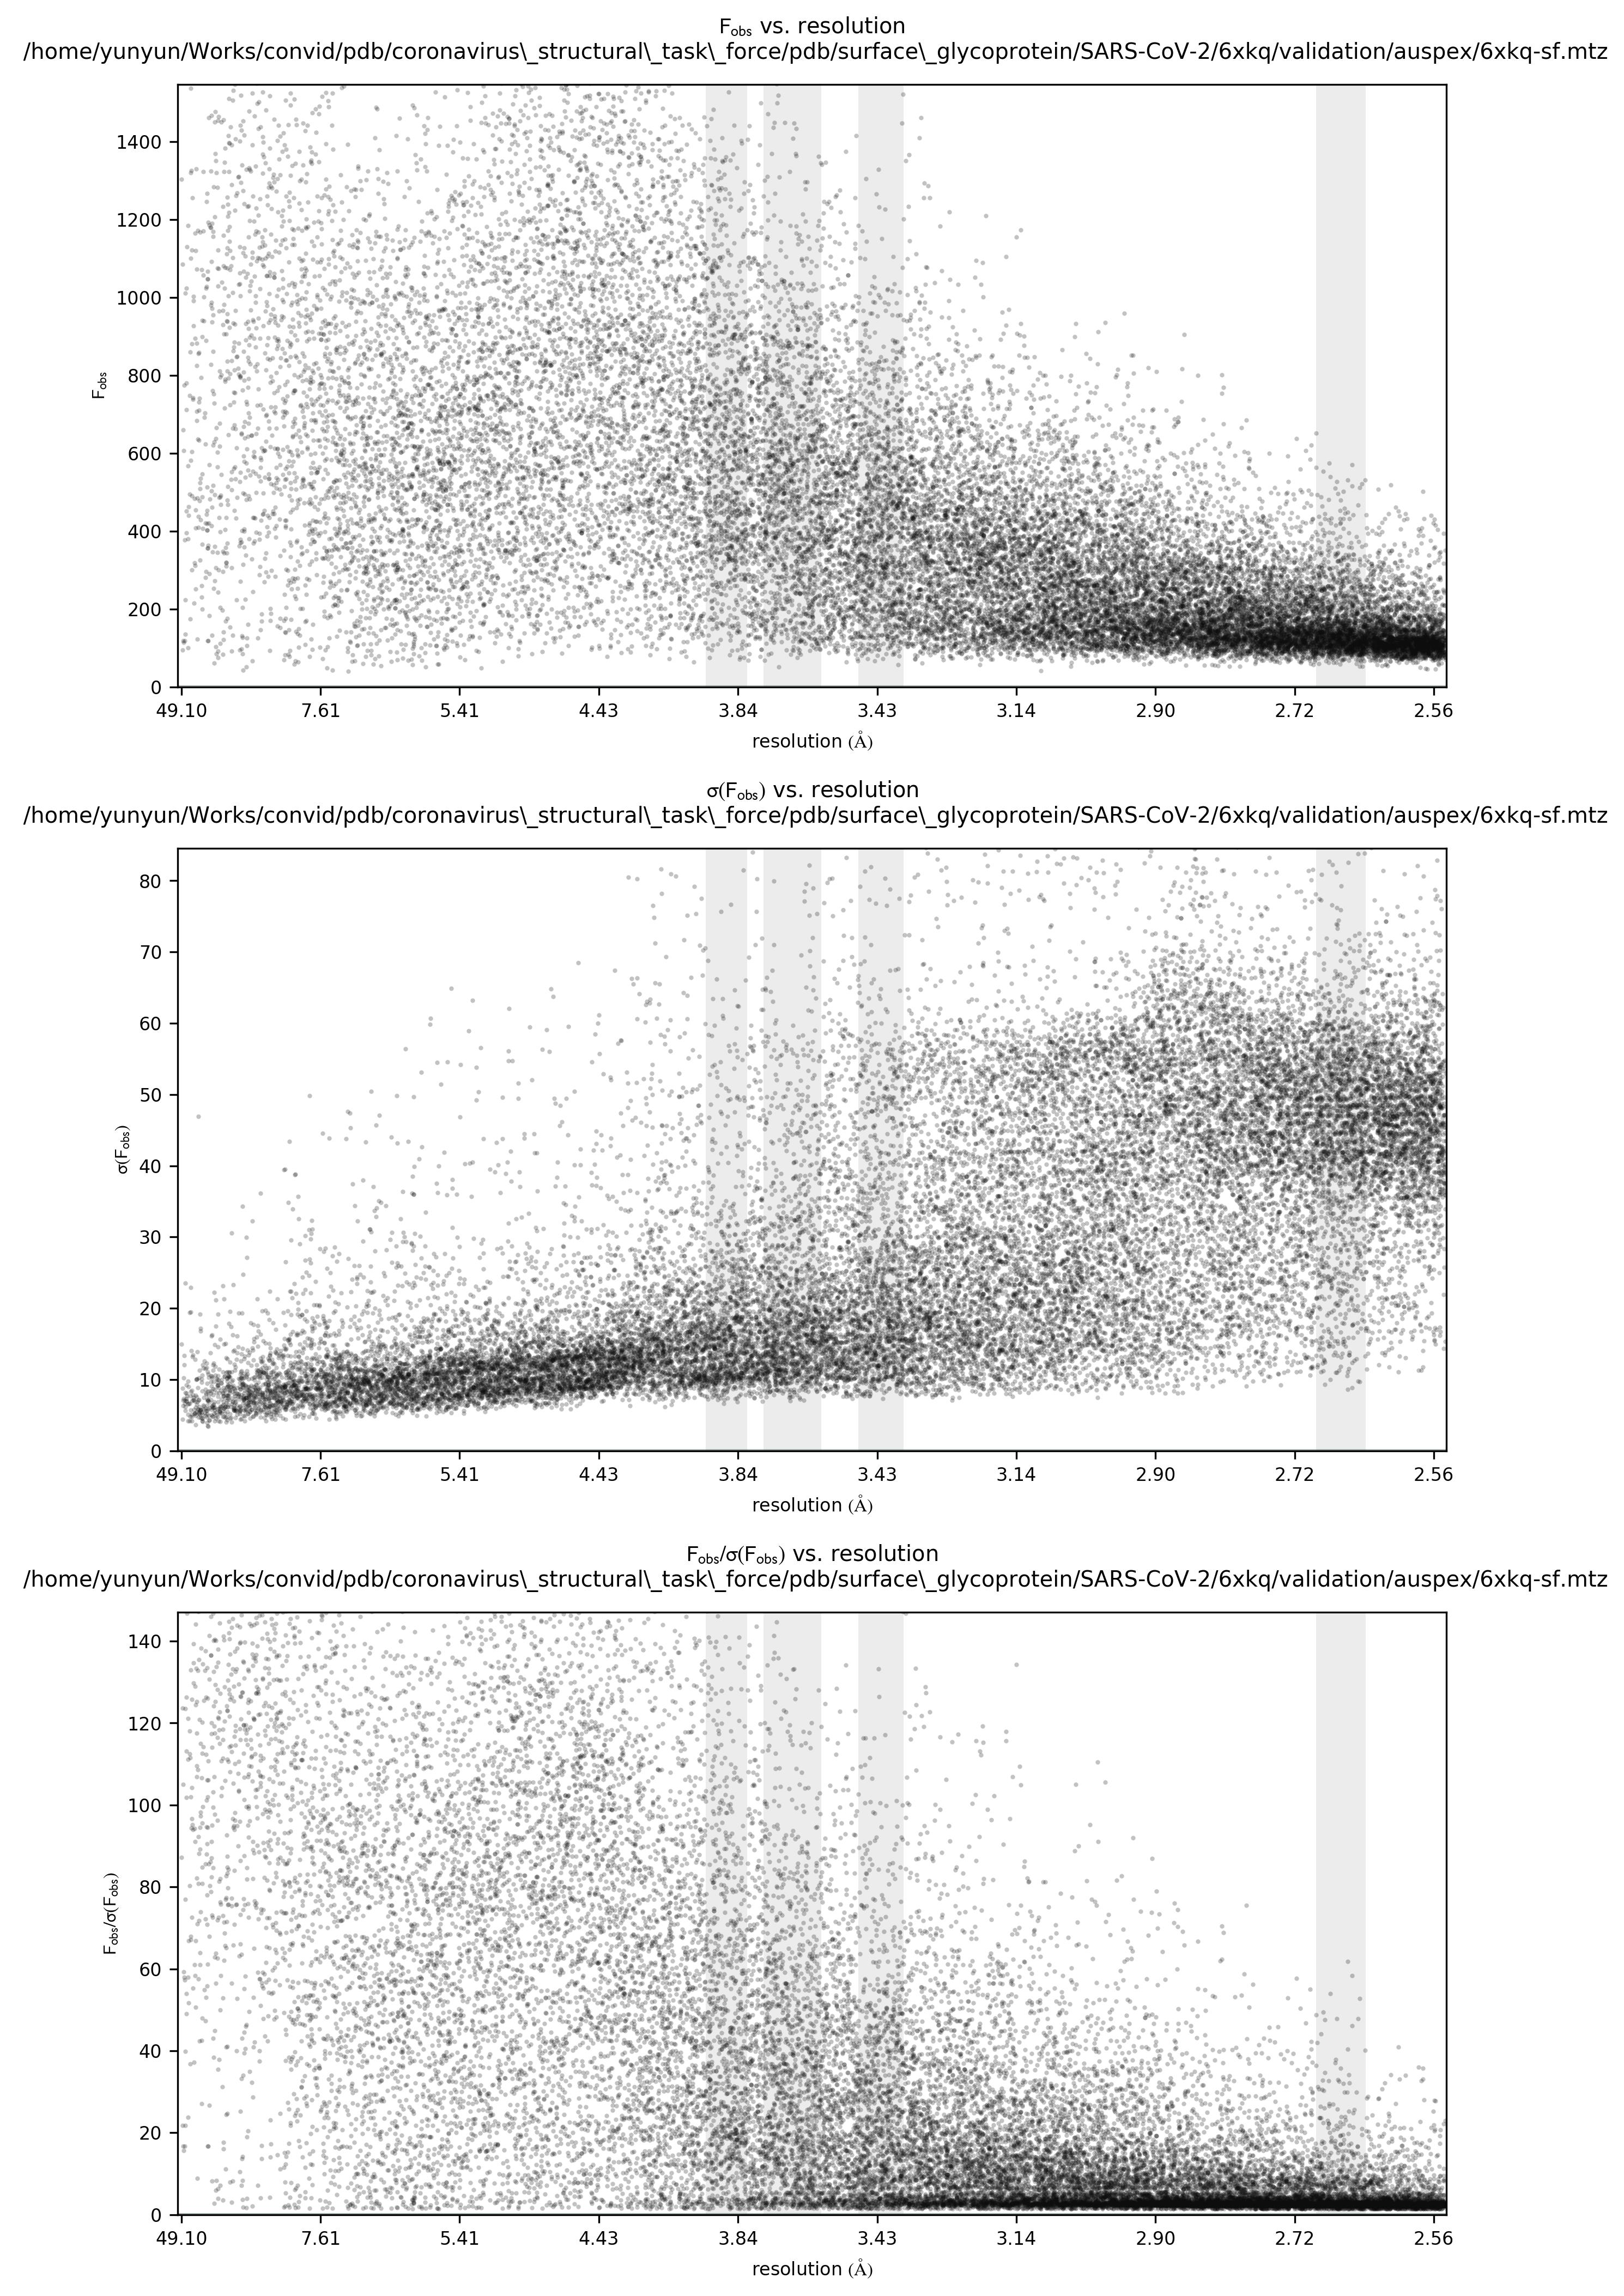 Fobs vs. resolution
/home/yunyun/Works/convid/pdb/coronavirus\_structural\_task\_force/pdb/surface\_glycoprotein/SARS-CoV-2/6xkq/validation/auspex/6xkq-sf.mtz
1400
1200
1000
800
600
400
200
0
Fobs
49.10 7.61 5.41 4.43 3.84 3.43 3.14 2.90 2.72 2.56
resolution (Å)
σ(Fobs) vs. resolution
/home/yunyun/Works/convid/pdb/coronavirus\_structural\_task\_force/pdb/surface\_glycoprotein/SARS-CoV-2/6xkq/validation/auspex/6xkq-sf.mtz
80
70
60
50
40
30
20
10
0
σ(Fobs)
49.10 7.61 5.41 4.43 3.84 3.43 3.14 2.90 2.72 2.56
resolution (Å)
Fobs/σ(Fobs) vs. resolution
/home/yunyun/Works/convid/pdb/coronavirus\_structural\_task\_force/pdb/surface\_glycoprotein/SARS-CoV-2/6xkq/validation/auspex/6xkq-sf.mtz
140
120
100
80
60
40
20
0
Fobs/σ(Fobs)
49.10 7.61 5.41 4.43 3.84 3.43 3.14 2.90 2.72 2.56
resolution (Å)